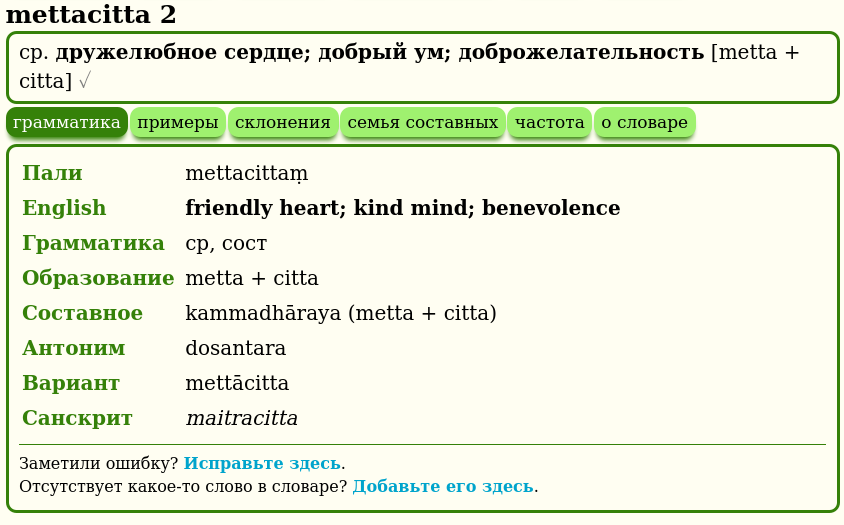 mettacitta 2
ср. дружелюбное сердце; добрый ум; доброжелательность [metta +
citta] √
грамматика примеры склонения семья составных частота о словаре
Пали mettacittaṃ
English friendly heart; kind mind; benevolence
Грамматика ср, сост
Образование metta + citta
Составное kammadhāraya (metta + citta)
Антоним dosantara
Вариант mettācitta
Санскрит maitracitta
Заметили ошибку? Исправьте здесь.
Отсутствует какое-то слово в словаре? Добавьте его здесь.